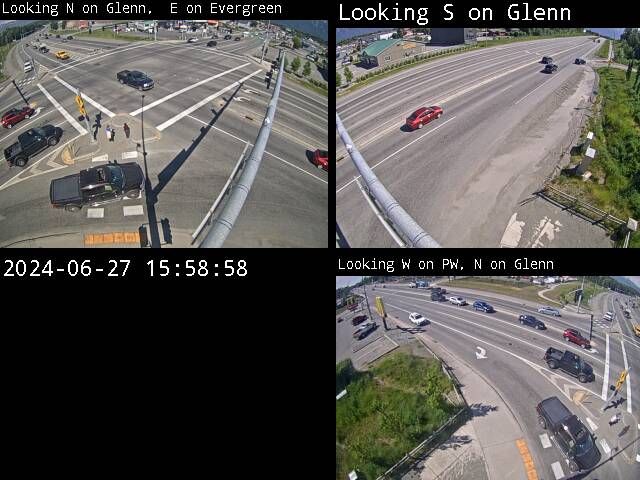 Looking N on Glenn, E on Evergreen
Looking S on Glenn
2024-06-27 15:58:58
Looking W on PW, N on Glenn